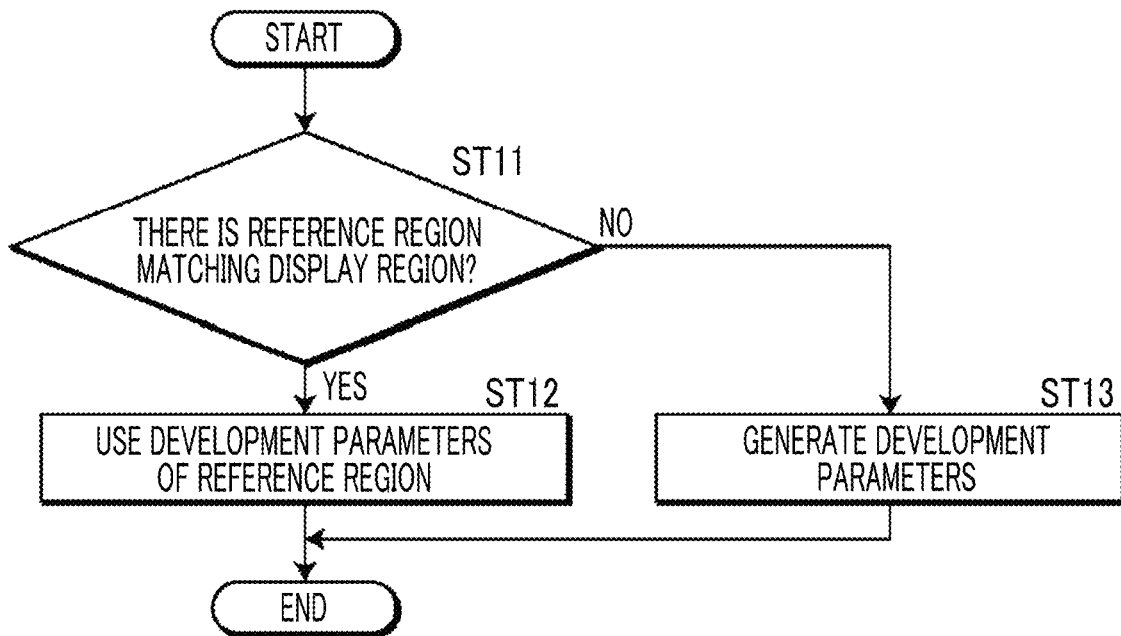 START
ST11
THERE IS REFERENCE REGION
MATCHING DISPLAY REGION?
NO
YES
ST12
USE DEVELOPMENT PARAMETERS
OF REFERENCE REGION
ST13
GENERATE DEVELOPMENT
PARAMETERS
END